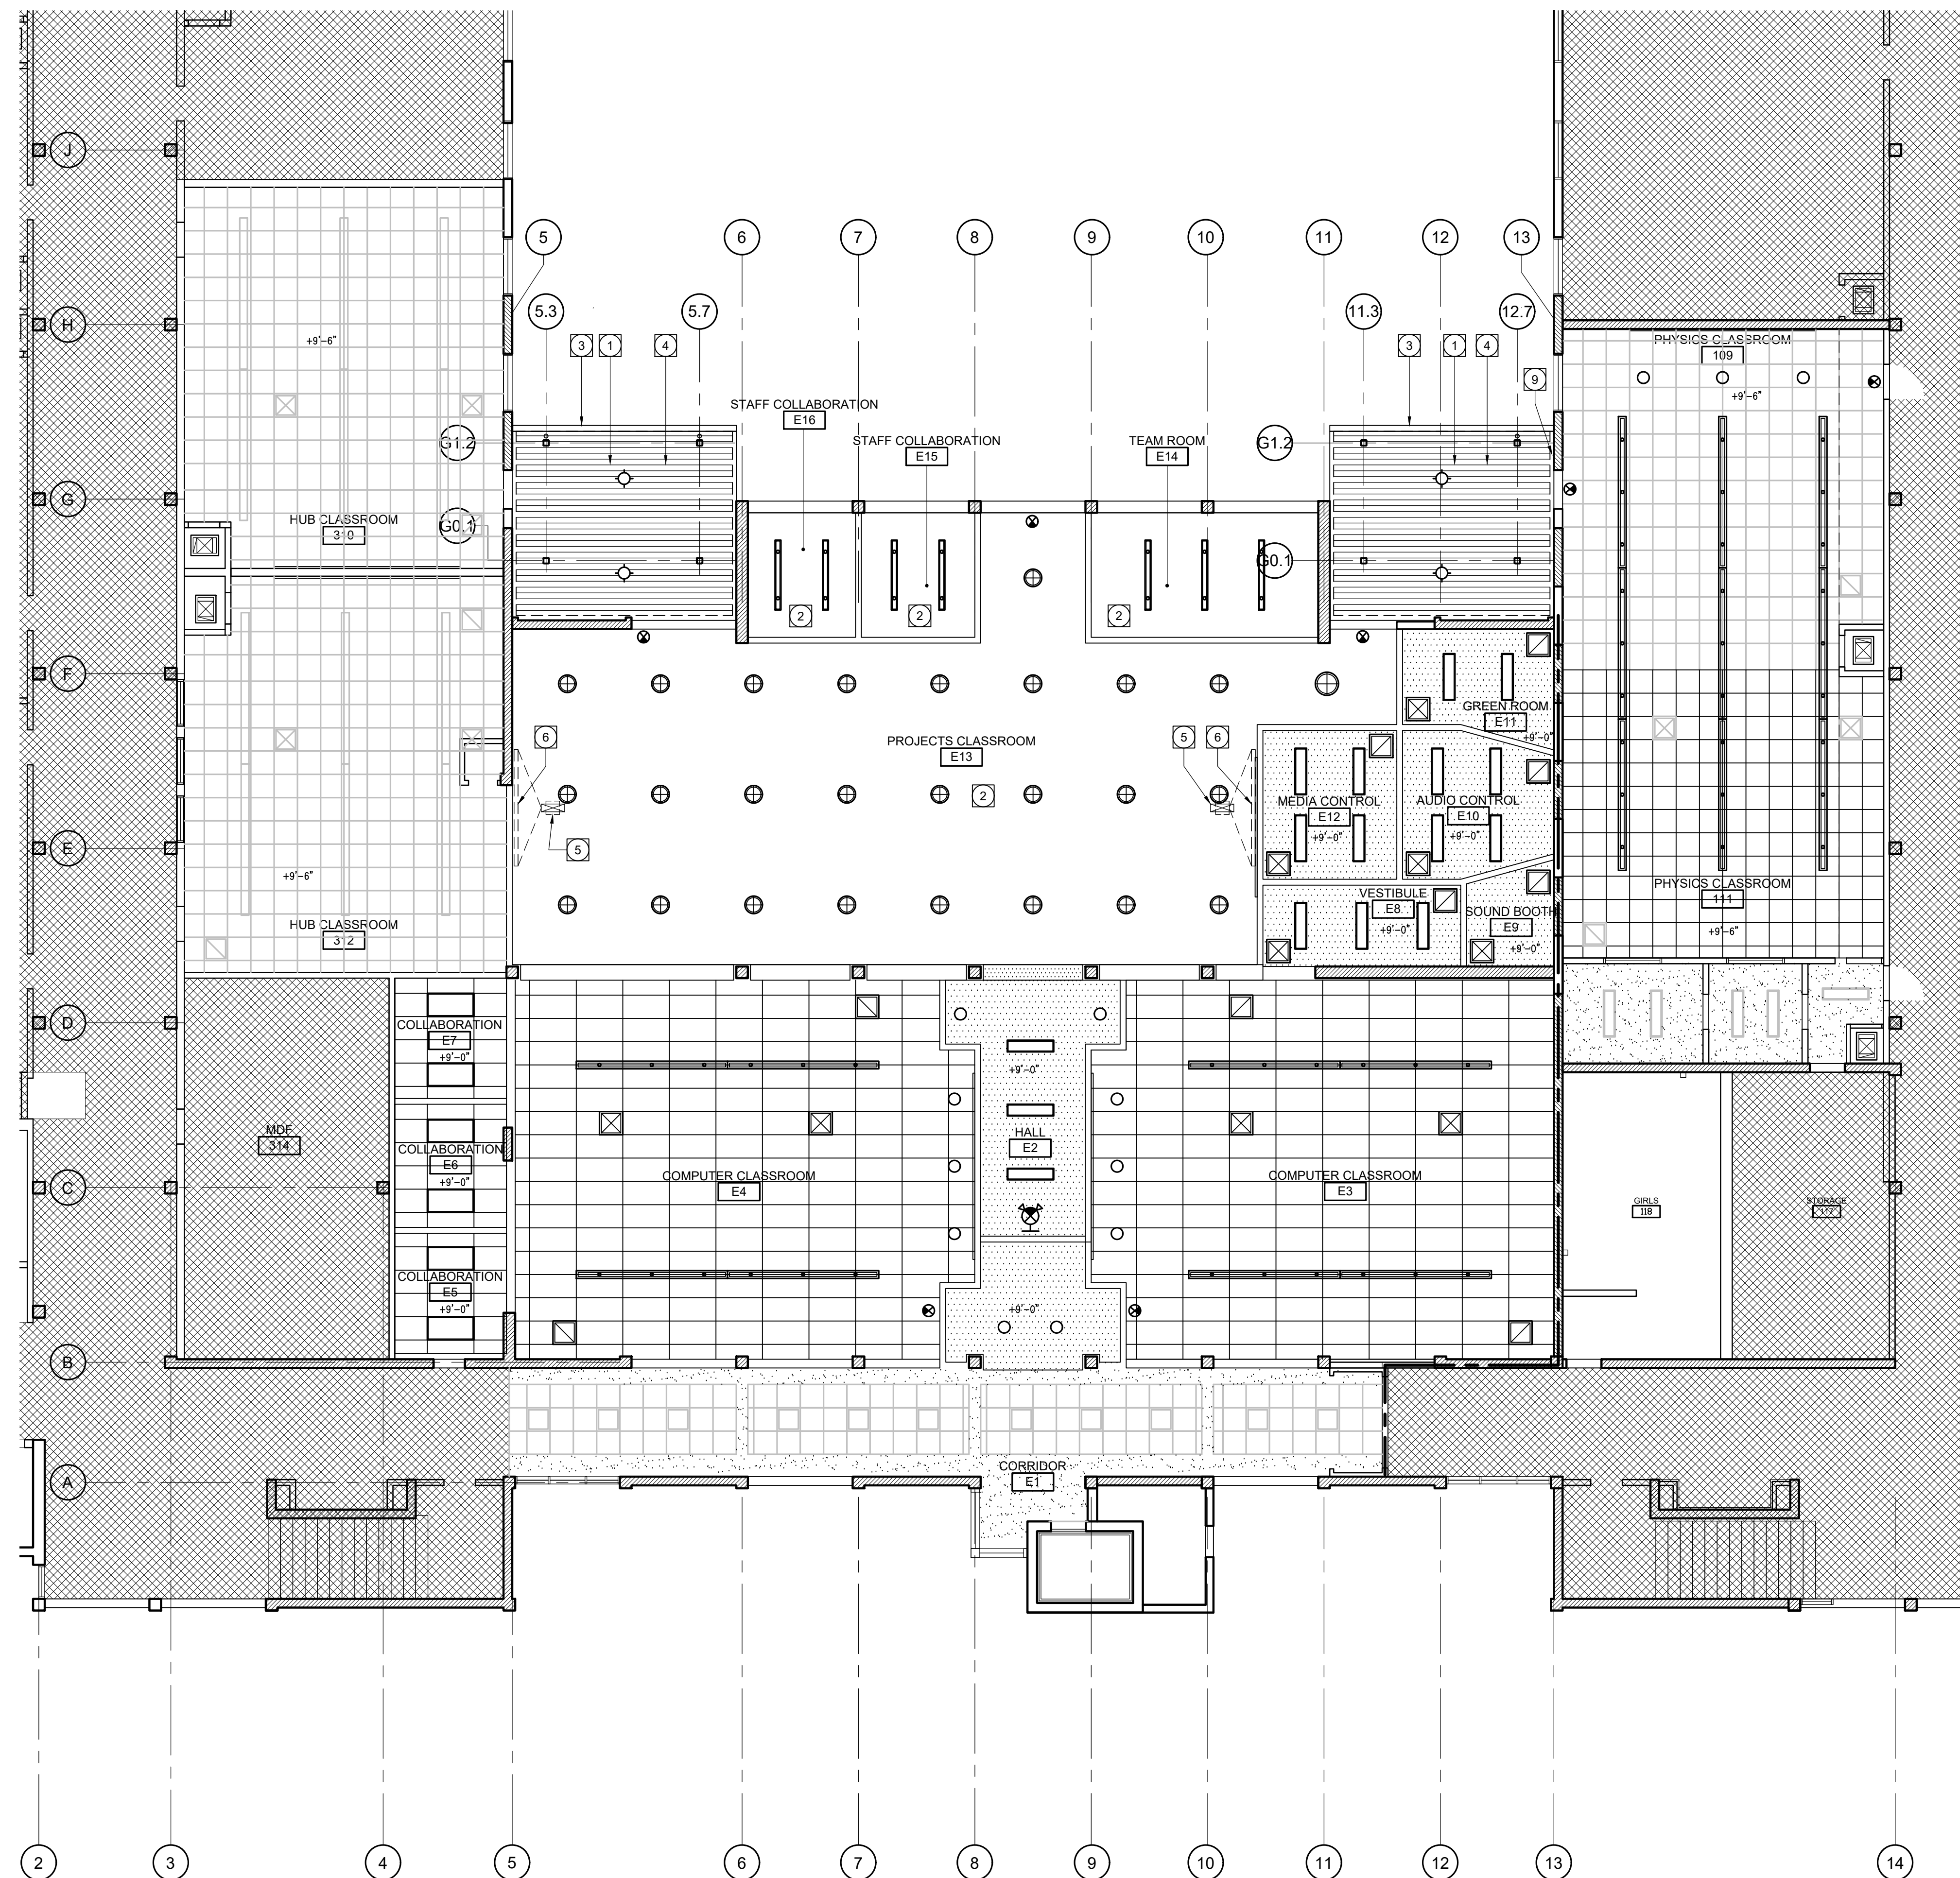 J
H
G
F
E
D
C
B
A
5
6
7
8
9
10
11
12
13
5.3
5.7
11.3
12.7
3
1
4
3
1
4
9
G1.2
G0.1
G1.2
G0.1
STAFF COLLABORATION
E16
STAFF COLLABORATION
E15
TEAM ROOM
E14
2
2
2
+9'-6"
HUB CLASSROOM
310
PHYSICS CLASSROOM
109
+9'-6"
GREEN ROOM
E11
+9'-0"
6
PROJECTS CLASSROOM
E13
2
5
5
6
MEDIA CONTROL
E12
+9'-0"
AUDIO CONTROL
E10
+9'-0"
+9'-6"
HUB CLASSROOM
312
VESTIBULE
E8
+9'-0"
SOUND BOOTH
E9
+9'-0"
PHYSICS CLASSROOM
111
+9'-6"
COLLABORATION
E7
+9'-0"
+9'-0"
MDF
314
COLLABORATION
E6
+9'-0"
HALL
E2
COMPUTER CLASSROOM
E4
COMPUTER CLASSROOM
E3
GIRLS
118
STORAGE
117
COLLABORATION
E5
+9'-0"
+9'-0"
CORRIDOR
E1
2
3
4
5
6
7
8
9
10
11
12
13
14